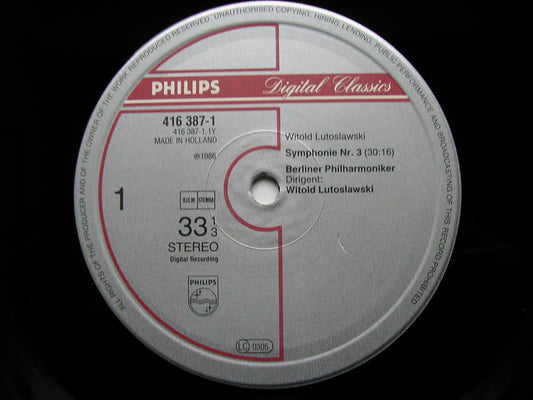 ALL RIGHTS OF THE PRODUCER AND OF THE OWNER OF THE WORK REPRODUCED RESERVED. UNAUTHORISED COPYING, HIRING, LENDING, PUBLIC PERFORMANCE AND BROADCASTING OF THIS RECORD PROHIBITED
PHILIPS Digital Classics
416 387-1
416 387-1.1Y
MADE IN HOLLAND
℗1986
Witold Lutoslawski
Symphonie Nr. 3 (30:16)
Berliner Philharmoniker
Dirigent:
Witold Lutoslawski
1
B.I.E.M. STEMRA
33 1/3
STEREO
Digital Recording
PHILIPS
LC 0305